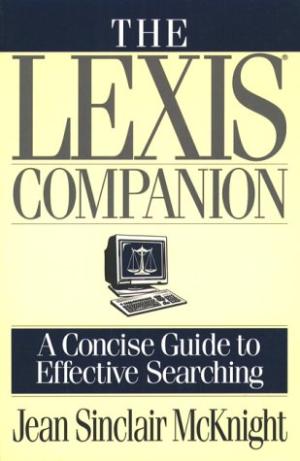 THE
LEXIS®
COMPANION
A Concise Guide to
Effective Searching
Jean Sinclair McKnight